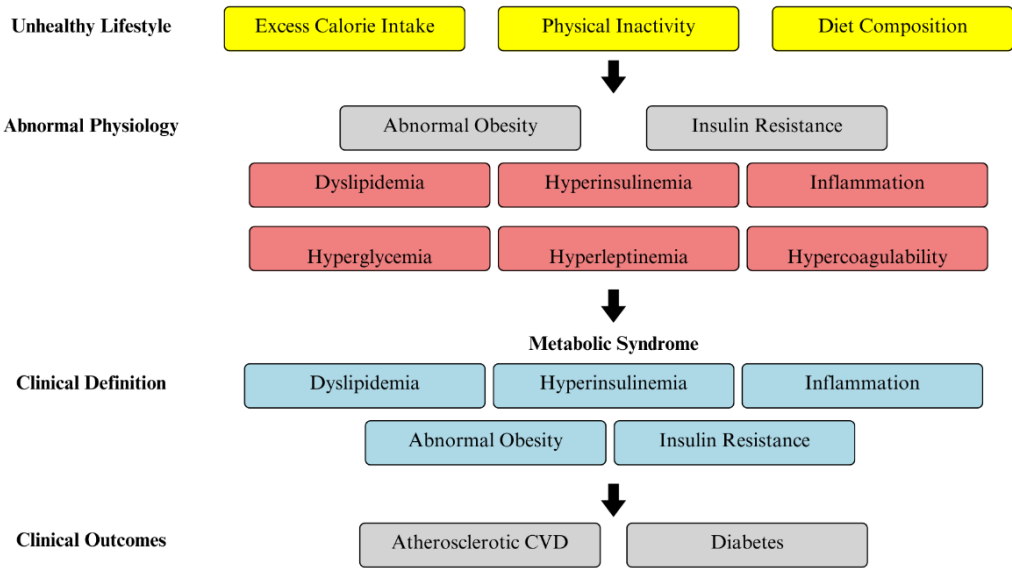 Unhealthy Lifestyle
Excess Calorie Intake
Physical Inactivity
Diet Composition
Abnormal Physiology
Abnormal Obesity
Insulin Resistance
Dyslipidemia
Hyperinsulinemia
Inflammation
Hyperglycemia
Hyperleptinemia
Hypercoagulability
Metabolic Syndrome
Clinical Definition
Dyslipidemia
Hyperinsulinemia
Inflammation
Abnormal Obesity
Insulin Resistance
Clinical Outcomes
Atherosclerotic CVD
Diabetes